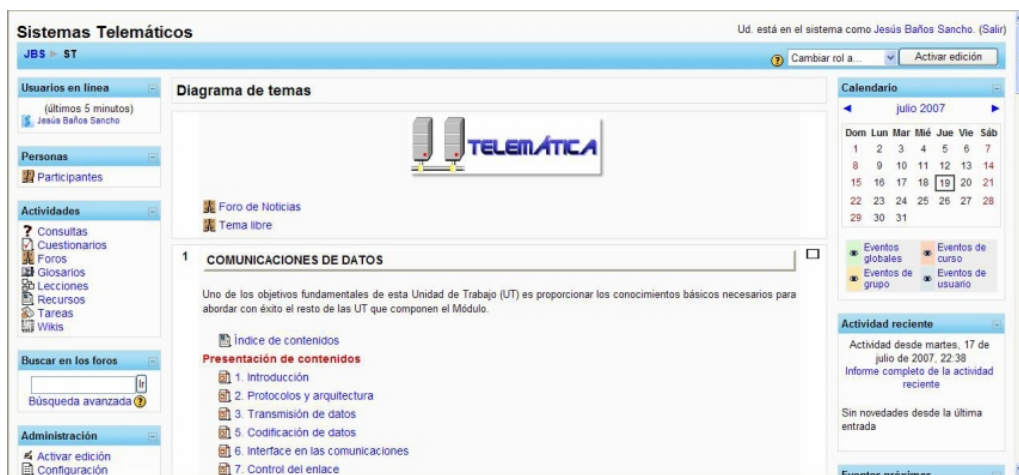 Sistemas Telemáticos
Ud. está en el sistema como Jesús Baños Sancho. (Salir)
JBS ► ST
Cambiar rol a...
Activar edición
Usuarios en línea
(últimos 5 minutos)
Jesús Baños Sancho
Personas
Participantes
Actividades
Consultas
Cuestionarios
Foros
Glosarios
Lecciones
Recursos
Tareas
Wikis
Buscar en los foros
Ir
Búsqueda avanzada
Administración
Activar edición
Configuración
Diagrama de temas
TELEMÁTICA
Foro de Noticias
Tema libre
1 COMUNICACIONES DE DATOS
Uno de los objetivos fundamentales de esta Unidad de Trabajo (UT) es proporcionar los conocimientos básicos necesarios para
abordar con éxito el resto de las UT que componen el Módulo.
Índice de contenidos
Presentación de contenidos
1. Introducción
2. Protocolos y arquitectura
3. Transmisión de datos
5. Codificación de datos
6. Interface en las comunicaciones
7. Control del enlace
Calendario
◄ julio 2007 ►
Dom Lun Mar Mié Jue Vie Sáb
1 2 3 4 5 6 7
8 9 10 11 12 13 14
15 16 17 18 19 20 21
22 23 24 25 26 27 28
29 30 31
Eventos globales
Eventos de curso
Eventos de grupo
Eventos de usuario
Actividad reciente
Actividad desde martes, 17 de
julio de 2007, 22:38
Informe completo de la actividad
reciente
Sin novedades desde la última
entrada
Eventos próximos